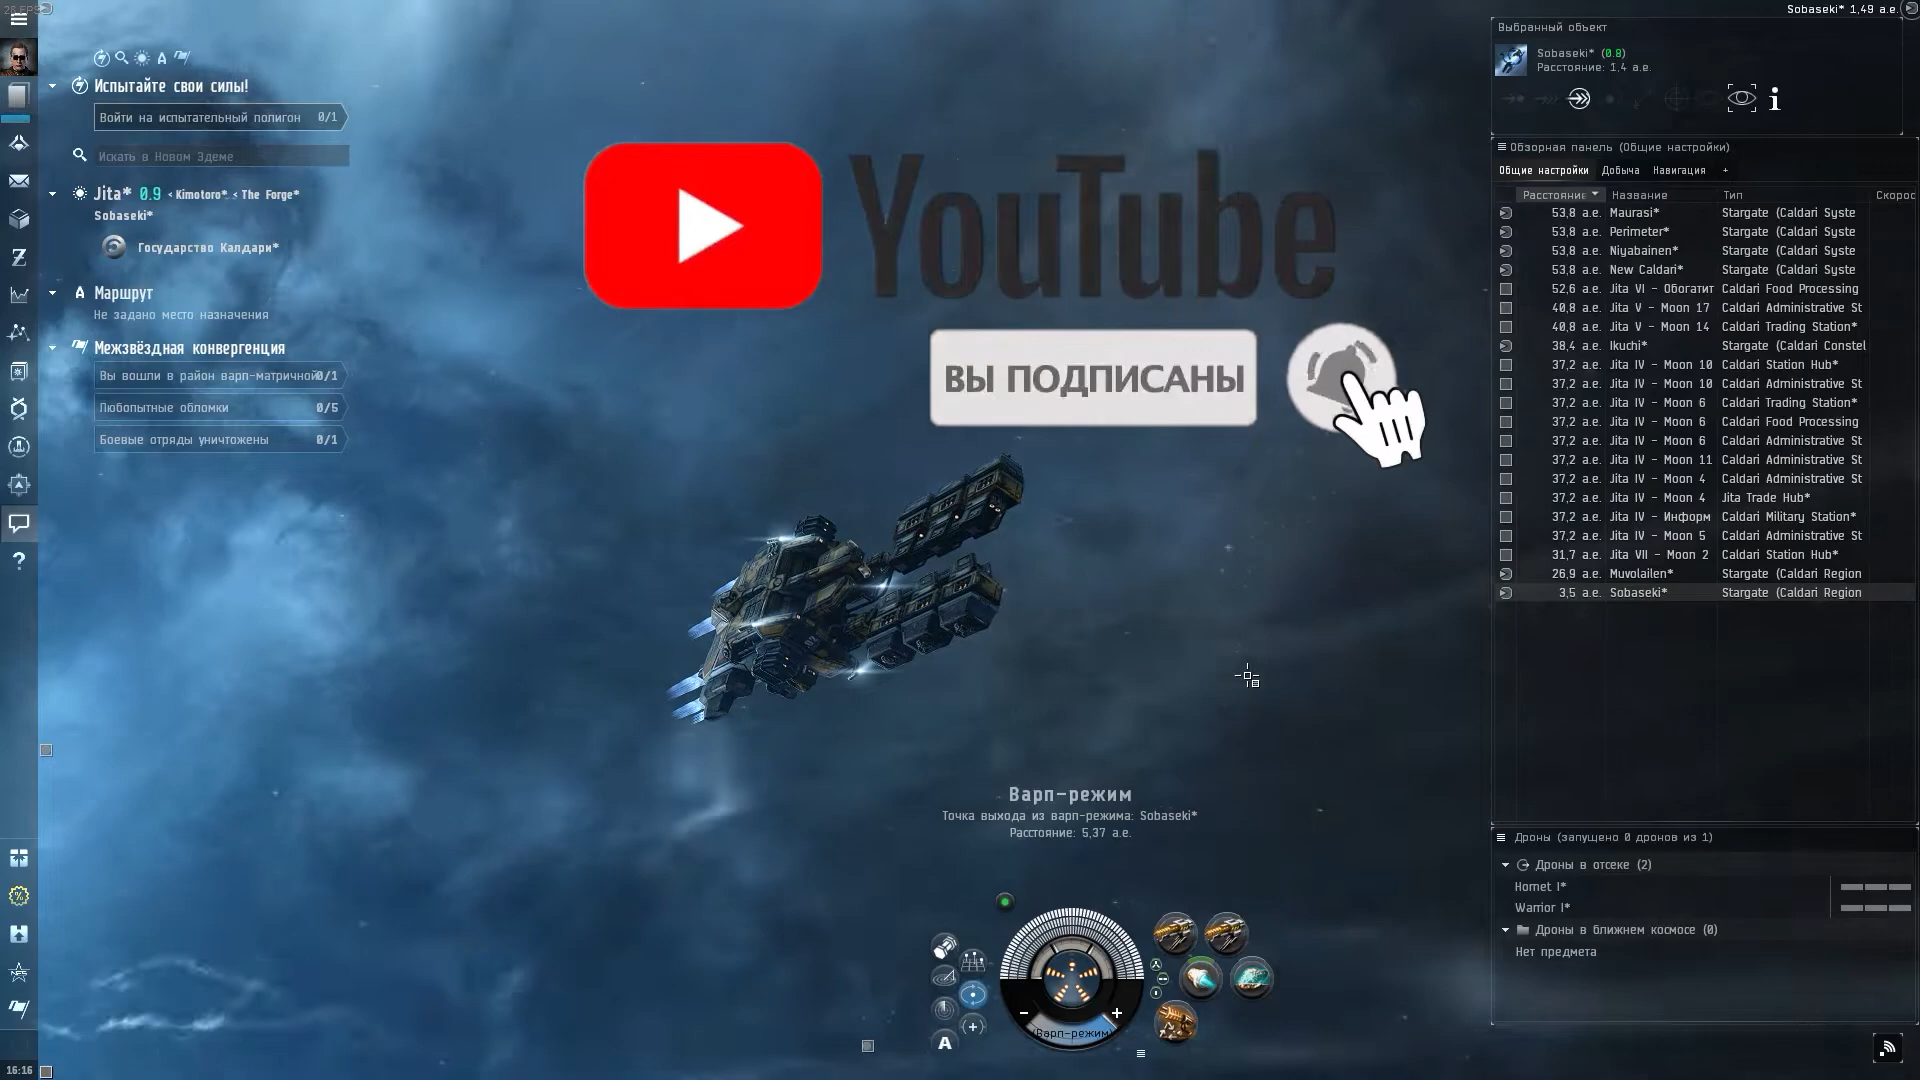 Sobaseki* 1,49 а.е.
Испытайте свои силы!
Войти на испытательный полигон 0/1
Искать в Новом Эдеме
Jita* 0.9 < Kimotoro* < The Forge*
Sobaseki*
Государство Калдари*
Маршрут
Не задано место назначения
Межзвёздная конвергенция
Вы вошли в район варп-матричной 0/1
Любопытные обломки 0/5
Боевые отряды уничтожены 0/1
YouTube
ВЫ ПОДПИСАНЫ
Варп-режим
Точка выхода из варп-режима: Sobaseki*
Расстояние: 5,37 а.е.
(Варп-режим)
Выбранный объект
Sobaseki* (0.8)
Расстояние: 1,4 а.е.
Обзорная панель (Общие настройки)
Общие настройки Добыча Навигация +
Расстояние Название Тип Скорос
53,8 а.е. Maurasi* Stargate (Caldari Syste
53,8 а.е. Perimeter* Stargate (Caldari Syste
53,8 а.е. Niyabainen* Stargate (Caldari Syste
53,8 а.е. New Caldari* Stargate (Caldari Syste
52,6 а.е. Jita VI - Обогатит Caldari Food Processing
40,8 а.е. Jita V - Moon 17 Caldari Administrative St
40,8 а.е. Jita V - Moon 14 Caldari Trading Station*
38,4 а.е. Ikuchi* Stargate (Caldari Constel
37,2 а.е. Jita IV - Moon 10 Caldari Station Hub*
37,2 а.е. Jita IV - Moon 10 Caldari Administrative St
37,2 а.е. Jita IV - Moon 6 Caldari Trading Station*
37,2 а.е. Jita IV - Moon 6 Caldari Food Processing
37,2 а.е. Jita IV - Moon 6 Caldari Administrative St
37,2 а.е. Jita IV - Moon 11 Caldari Administrative St
37,2 а.е. Jita IV - Moon 4 Caldari Administrative St
37,2 а.е. Jita IV - Moon 4 Jita Trade Hub*
37,2 а.е. Jita IV - Информ Caldari Military Station*
37,2 а.е. Jita IV - Moon 5 Caldari Administrative St
31,7 а.е. Jita VII - Moon 2 Caldari Station Hub*
26,9 а.е. Muvolailen* Stargate (Caldari Region
3,5 а.е. Sobaseki* Stargate (Caldari Region
Дроны (запущено 0 дронов из 1)
Дроны в отсеке (2)
Hornet I*
Warrior I*
Дроны в ближнем космосе (0)
Нет предмета
16:16